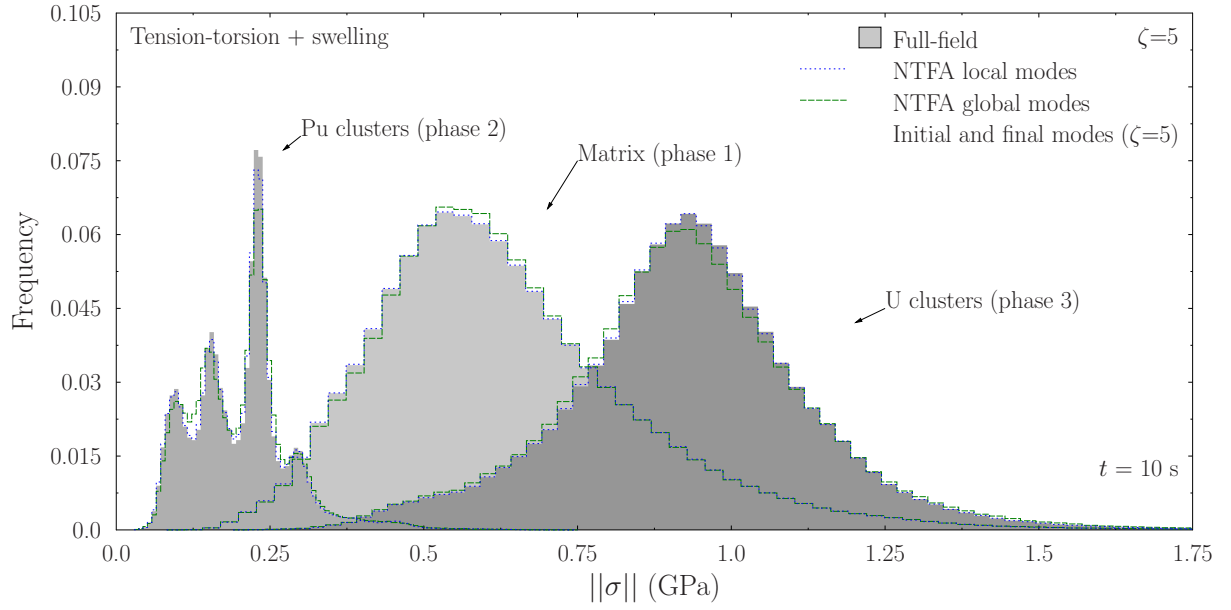 0.105
0.09
0.075
0.06
0.045
0.03
0.015
0.0
Frequency
Tension-torsion + swelling
Full-field
NTFA local modes
NTFA global modes
Initial and final modes (ζ=5)
ζ=5
Pu clusters (phase 2)
Matrix (phase 1)
U clusters (phase 3)
t = 10 s
0.0 0.25 0.5 0.75 1.0 1.25 1.5 1.75
||σ|| (GPa)